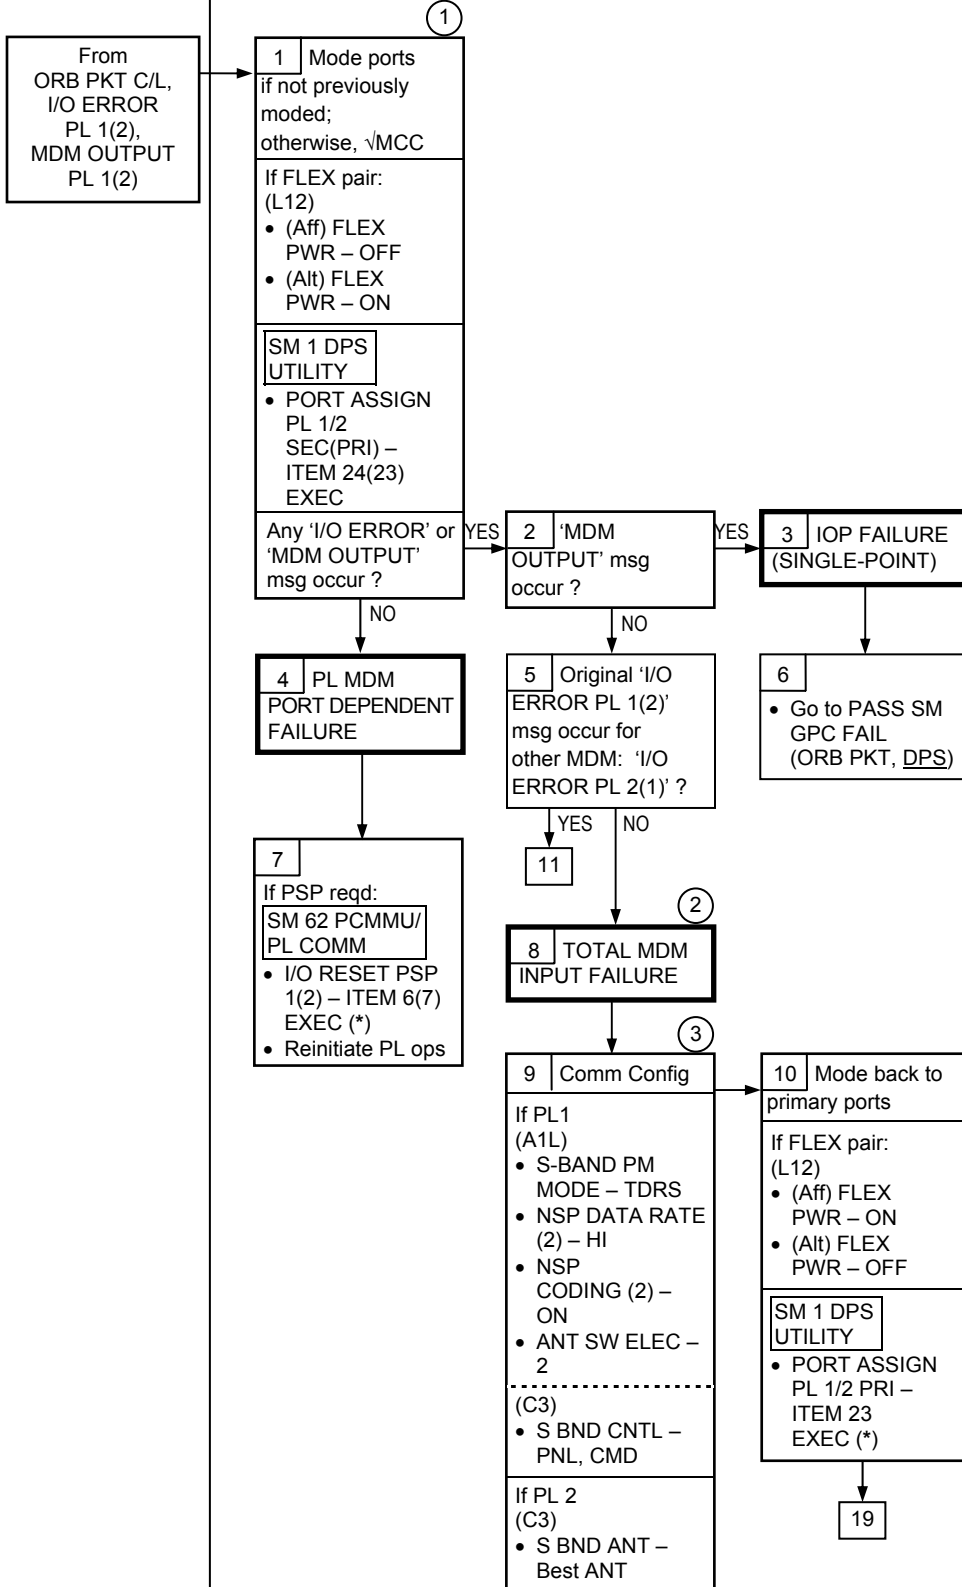 1
From
ORB PKT C/L,
I/O ERROR
PL 1(2),
MDM OUTPUT
PL 1(2)
1 Mode ports
if not previously
moded;
otherwise, √MCC
If FLEX pair:
(L12)
• (Aff) FLEX
PWR – OFF
• (Alt) FLEX
PWR – ON
SM 1 DPS
UTILITY
• PORT ASSIGN
PL 1/2
SEC(PRI) –
ITEM 24(23)
EXEC
Any ‘I/O ERROR’ or
‘MDM OUTPUT’
msg occur ?
YES
NO
2 ‘MDM
OUTPUT’ msg
occur ?
YES
NO
3 IOP FAILURE
(SINGLE-POINT)
4 PL MDM
PORT DEPENDENT
FAILURE
5 Original ‘I/O
ERROR PL 1(2)’
msg occur for
other MDM: ‘I/O
ERROR PL 2(1)’ ?
YES
NO
11
6
• Go to PASS SM
GPC FAIL
(ORB PKT, DPS)
7
If PSP reqd:
SM 62 PCMMU/
PL COMM
• I/O RESET PSP
1(2) – ITEM 6(7)
EXEC (*)
• Reinitiate PL ops
2
8 TOTAL MDM
INPUT FAILURE
3
9 Comm Config
If PL1
(A1L)
• S-BAND PM
MODE – TDRS
• NSP DATA RATE
(2) – HI
• NSP
CODING (2) –
ON
• ANT SW ELEC –
2
(C3)
• S BND CNTL –
PNL, CMD
If PL 2
(C3)
• S BND ANT –
Best ANT
10 Mode back to
primary ports
If FLEX pair:
(L12)
• (Aff) FLEX
PWR – ON
• (Alt) FLEX
PWR – OFF
SM 1 DPS
UTILITY
• PORT ASSIGN
PL 1/2 PRI –
ITEM 23
EXEC (*)
19